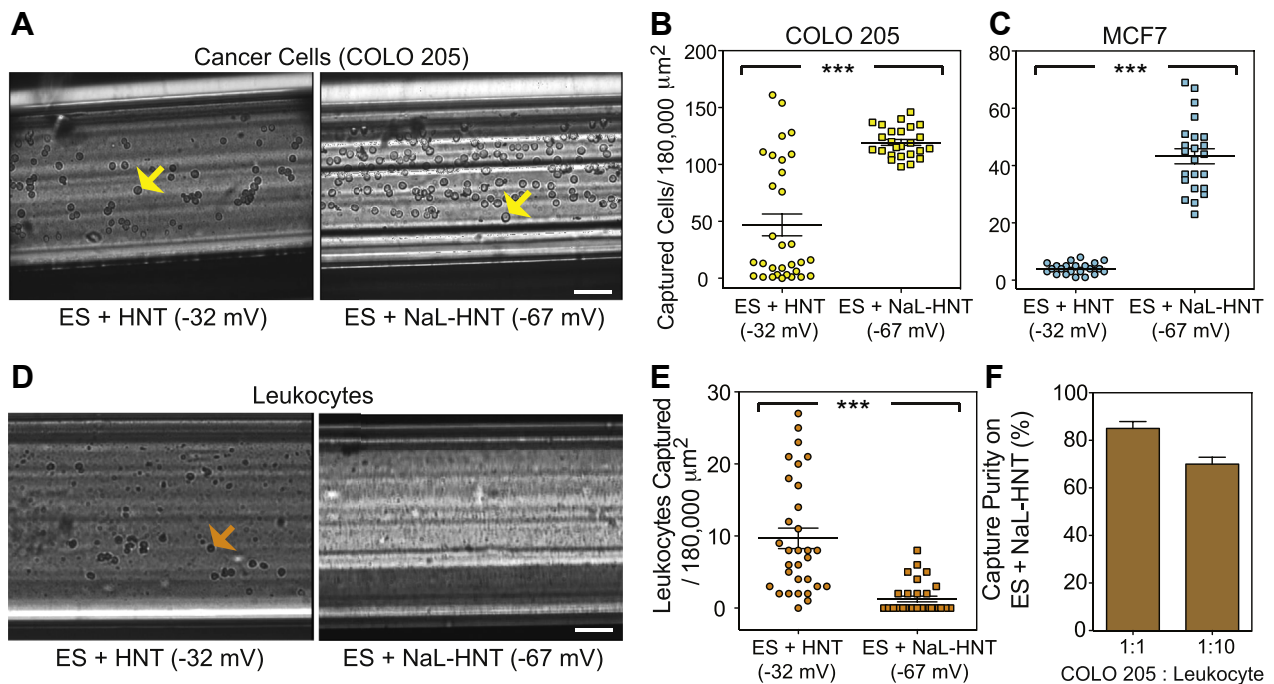 A
Cancer Cells (COLO 205)
ES + HNT (-32 mV)
ES + NaL-HNT (-67 mV)
B
COLO 205
Captured Cells/ 180,000 μm2
200
150
100
50
0
***
ES + HNT
(-32 mV)
ES + NaL-HNT
(-67 mV)
C
MCF7
80
60
40
20
0
***
ES + HNT
(-32 mV)
ES + NaL-HNT
(-67 mV)
D
Leukocytes
ES + HNT (-32 mV)
ES + NaL-HNT (-67 mV)
E
Leukocytes Captured
/ 180,000 μm2
30
20
10
0
***
ES + HNT
(-32 mV)
ES + NaL-HNT
(-67 mV)
F
Capture Purity on
ES + NaL-HNT (%)
100
80
60
40
20
0
1:1
1:10
COLO 205 : Leukocyte